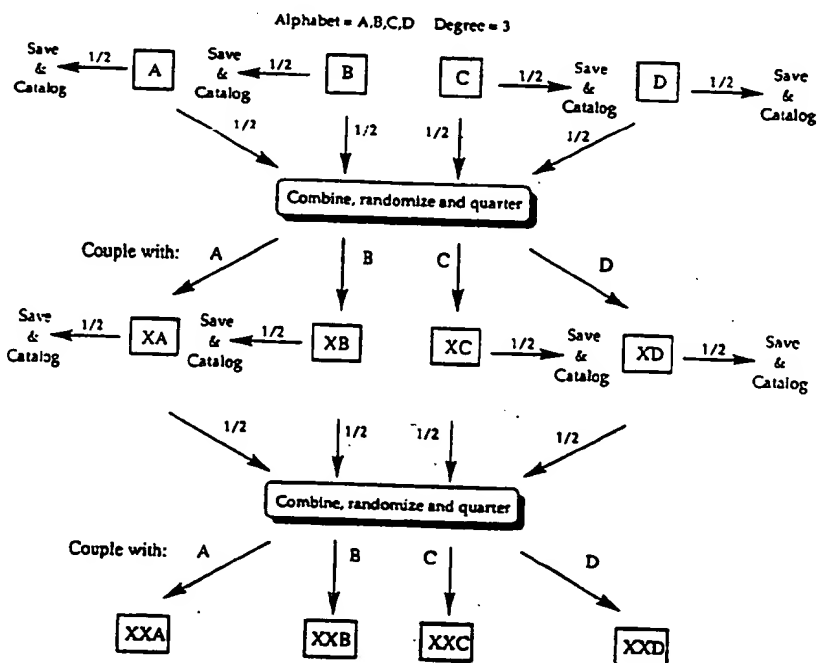 Alphabet = A,B,C,D Degree = 3
Save
&
Catalog
1/2
A
Save
&
Catalog
1/2
B
C
1/2
Save
&
Catalog
D
1/2
Save
&
Catalog
1/2
1/2
1/2
1/2
Combine, randomize and quarter
Couple with:
A
B
C
D
Save
&
Catalog
1/2
XA
Save
&
Catalog
1/2
XB
XC
1/2
Save
&
Catalog
XD
1/2
Save
&
Catalog
1/2
1/2
1/2
1/2
Combine, randomize and quarter
Couple with:
A
B
C
D
XXA
XXB
XXC
XXD